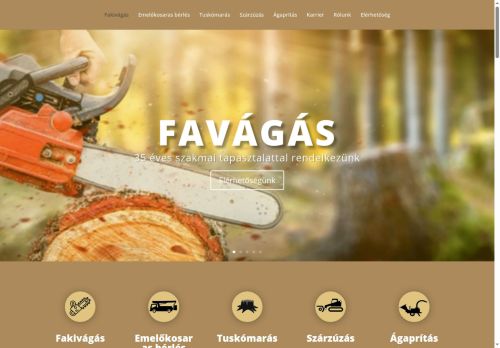 Fakivágás Emelőkosaras bérlés Tuskómarás Szárzúzás Ágaprítás Karrier Rólunk Elérhetőség
FAVÁGÁS
35 éves szakmai tapasztalattal rendelkezünk
Elérhetőségünk
Fakivágás
Emelőkosar
as bérlés
Tuskómarás
Szárzúzás
Ágaprítás